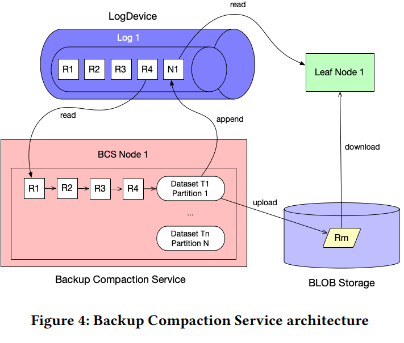 LogDevice
Log 1
R1 R2 R3 R4 N1
read
Leaf Node 1
read
append
download
BCS Node 1
R1 R2 R3 R4 Dataset T1
Partition 1
...
upload
Dataset Tn
Partition N
Rm
Backup Compaction Service
BLOB Storage
Figure 4: Backup Compaction Service architecture